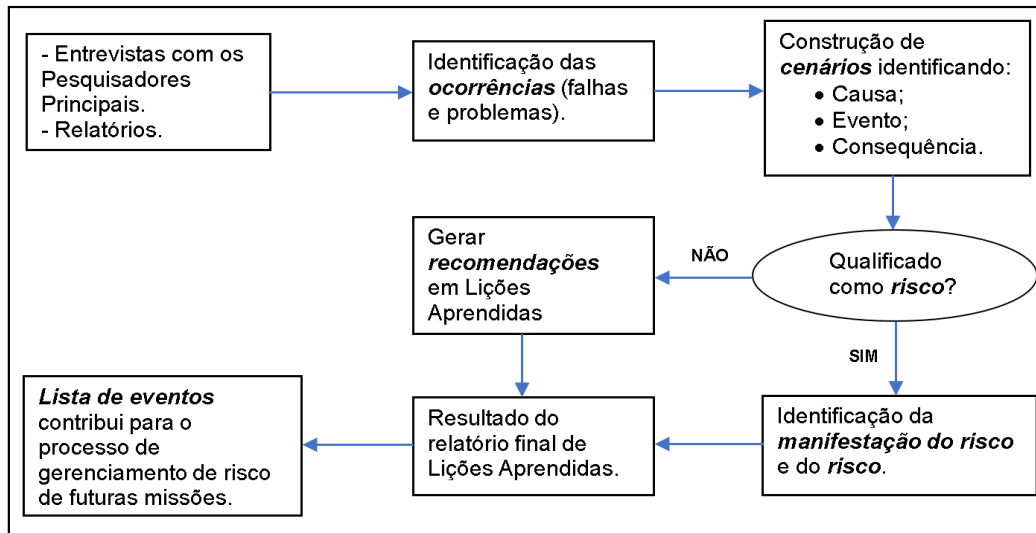 - Entrevistas com os
Pesquisadores
Principais.
- Relatórios.
Identificação das
ocorrências (falhas
e problemas).
Construção de
cenários identificando:
• Causa;
• Evento;
• Consequência.
Qualificado
como risco?
NÃO
Gerar
recomendações
em Lições
Aprendidas
SIM
Identificação da
manifestação do risco
e do risco.
Resultado do
relatório final de
Lições Aprendidas.
Lista de eventos
contribui para o
processo de
gerenciamento de risco
de futuras missões.